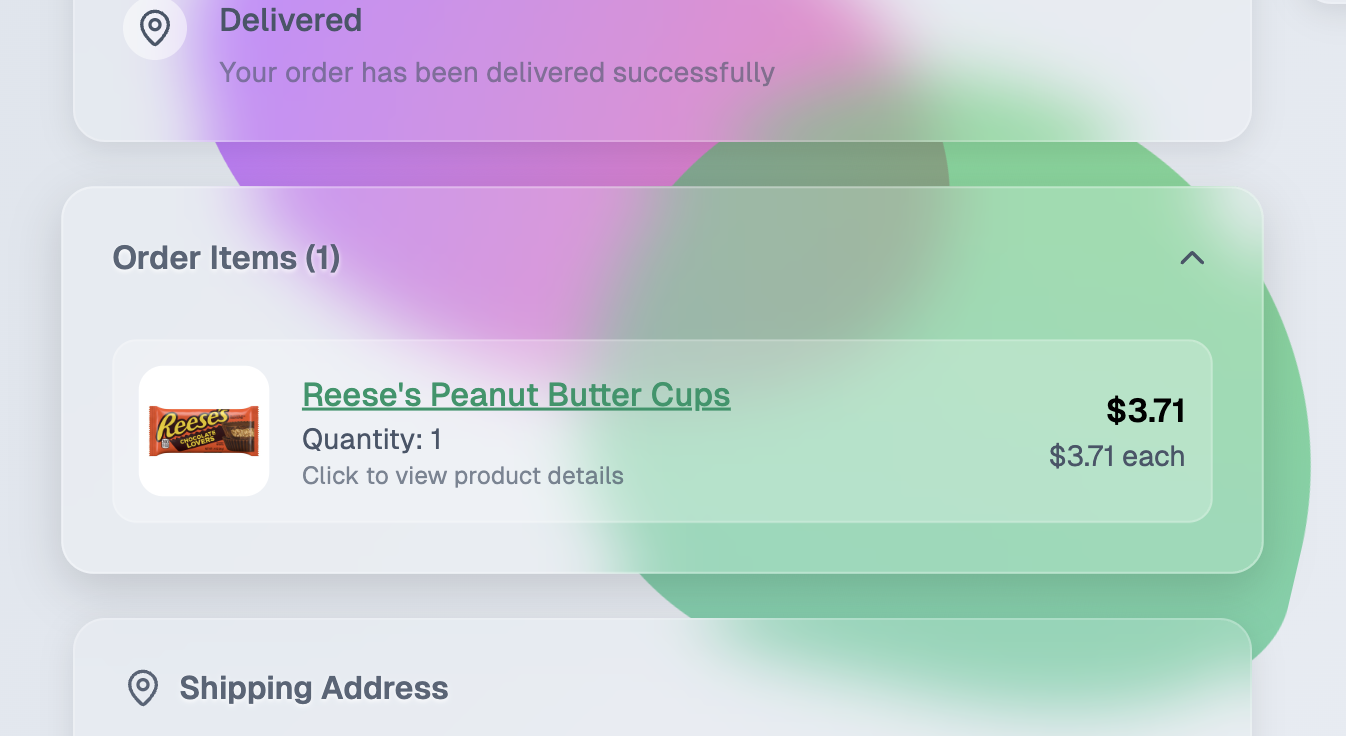 Delivered
Your order has been delivered successfully
Order Items (1)
Reese's Peanut Butter Cups
$3.71
Quantity: 1
$3.71 each
Click to view product details
Reese's
CHOCOLATE
LOVERS
Shipping Address